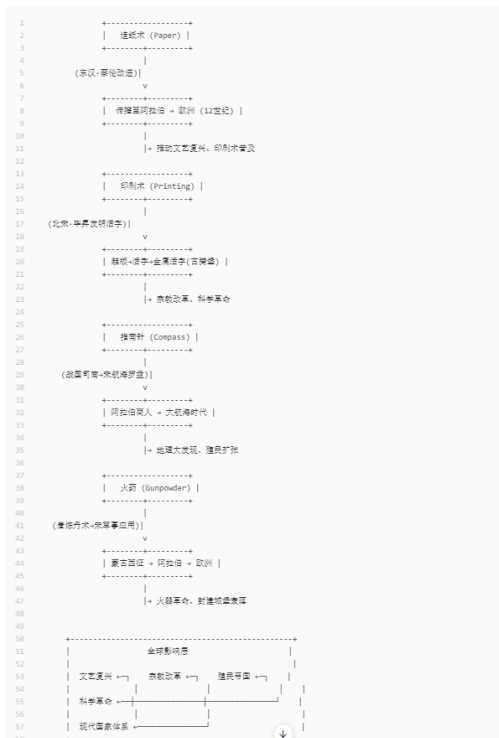 1 +-----------------+
2 | 造纸术 (Paper) |
3 +--------+--------+
4 |
5 (东汉·蔡伦改进)|
6 v
7 +--------+--------+
8 | 传播至阿拉伯 → 欧洲 (12世纪) |
9 +--------+--------+
10 |
11 |→ 推动文艺复兴、印刷术普及
12
13 +-----------------+
14 | 印刷术 (Printing) |
15 +--------+--------+
16 |
17 (北宋·毕昇发明活字)|
18 v
19 +--------+--------+
20 | 雕版→活字→金属活字(古腾堡) |
21 +--------+--------+
22 |
23 |→ 宗教改革、科学革命
24
25 +-----------------+
26 | 指南针 (Compass) |
27 +--------+--------+
28 |
29 (战国司南→宋航海罗盘)|
30 v
31 +--------+--------+
32 | 阿拉伯商人 → 大航海时代 |
33 +--------+--------+
34 |
35 |→ 地理大发现、殖民扩张
36
37 +-----------------+
38 | 火药 (Gunpowder) |
39 +--------+--------+
40 |
41 (唐炼丹术→宋军事应用)|
42 v
43 +--------+--------+
44 | 蒙古西征 → 阿拉伯 → 欧洲 |
45 +--------+--------+
46 |
47 |→ 火器革命、封建城堡衰落
48
49
50 +--------------------------------------------+
51 | 全球影响层 |
52 | |
53 | 文艺复兴 ←┐ 宗教改革 ←┐ 殖民帝国 ←┐ |
54 | │ │ │ |
55 | 科学革命 ←─┼──────────┼──────────┘ |
56 | │ │ |
57 | 现代国家体系 ←──────────┘ |